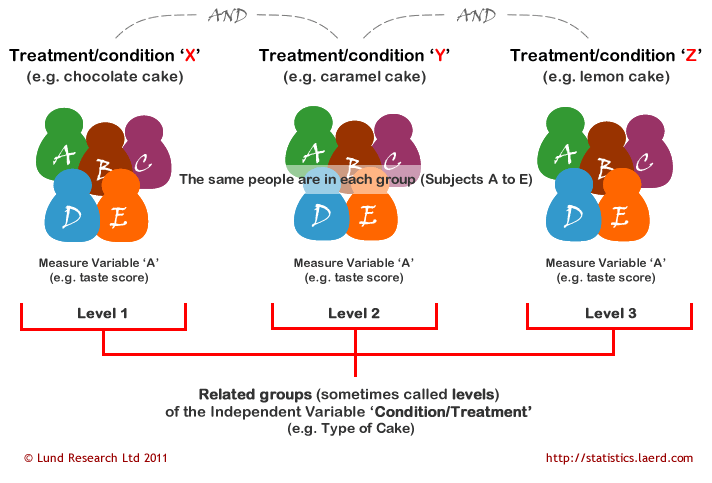 AND AND
Treatment/condition ‘X’ Treatment/condition ‘Y’ Treatment/condition ‘Z’
(e.g. chocolate cake) (e.g. caramel cake) (e.g. lemon cake)
A B C A B C A B C
The same people are in each group (Subjects A to E)
D E D E D E
Measure Variable ‘A’ Measure Variable ‘A’ Measure Variable ‘A’
(e.g. taste score) (e.g. taste score) (e.g. taste score)
Level 1 Level 2 Level 3
Related groups (sometimes called levels)
of the Independent Variable ‘Condition/Treatment’
(e.g. Type of Cake)
© Lund Research Ltd 2011 http://statistics.laerd.com